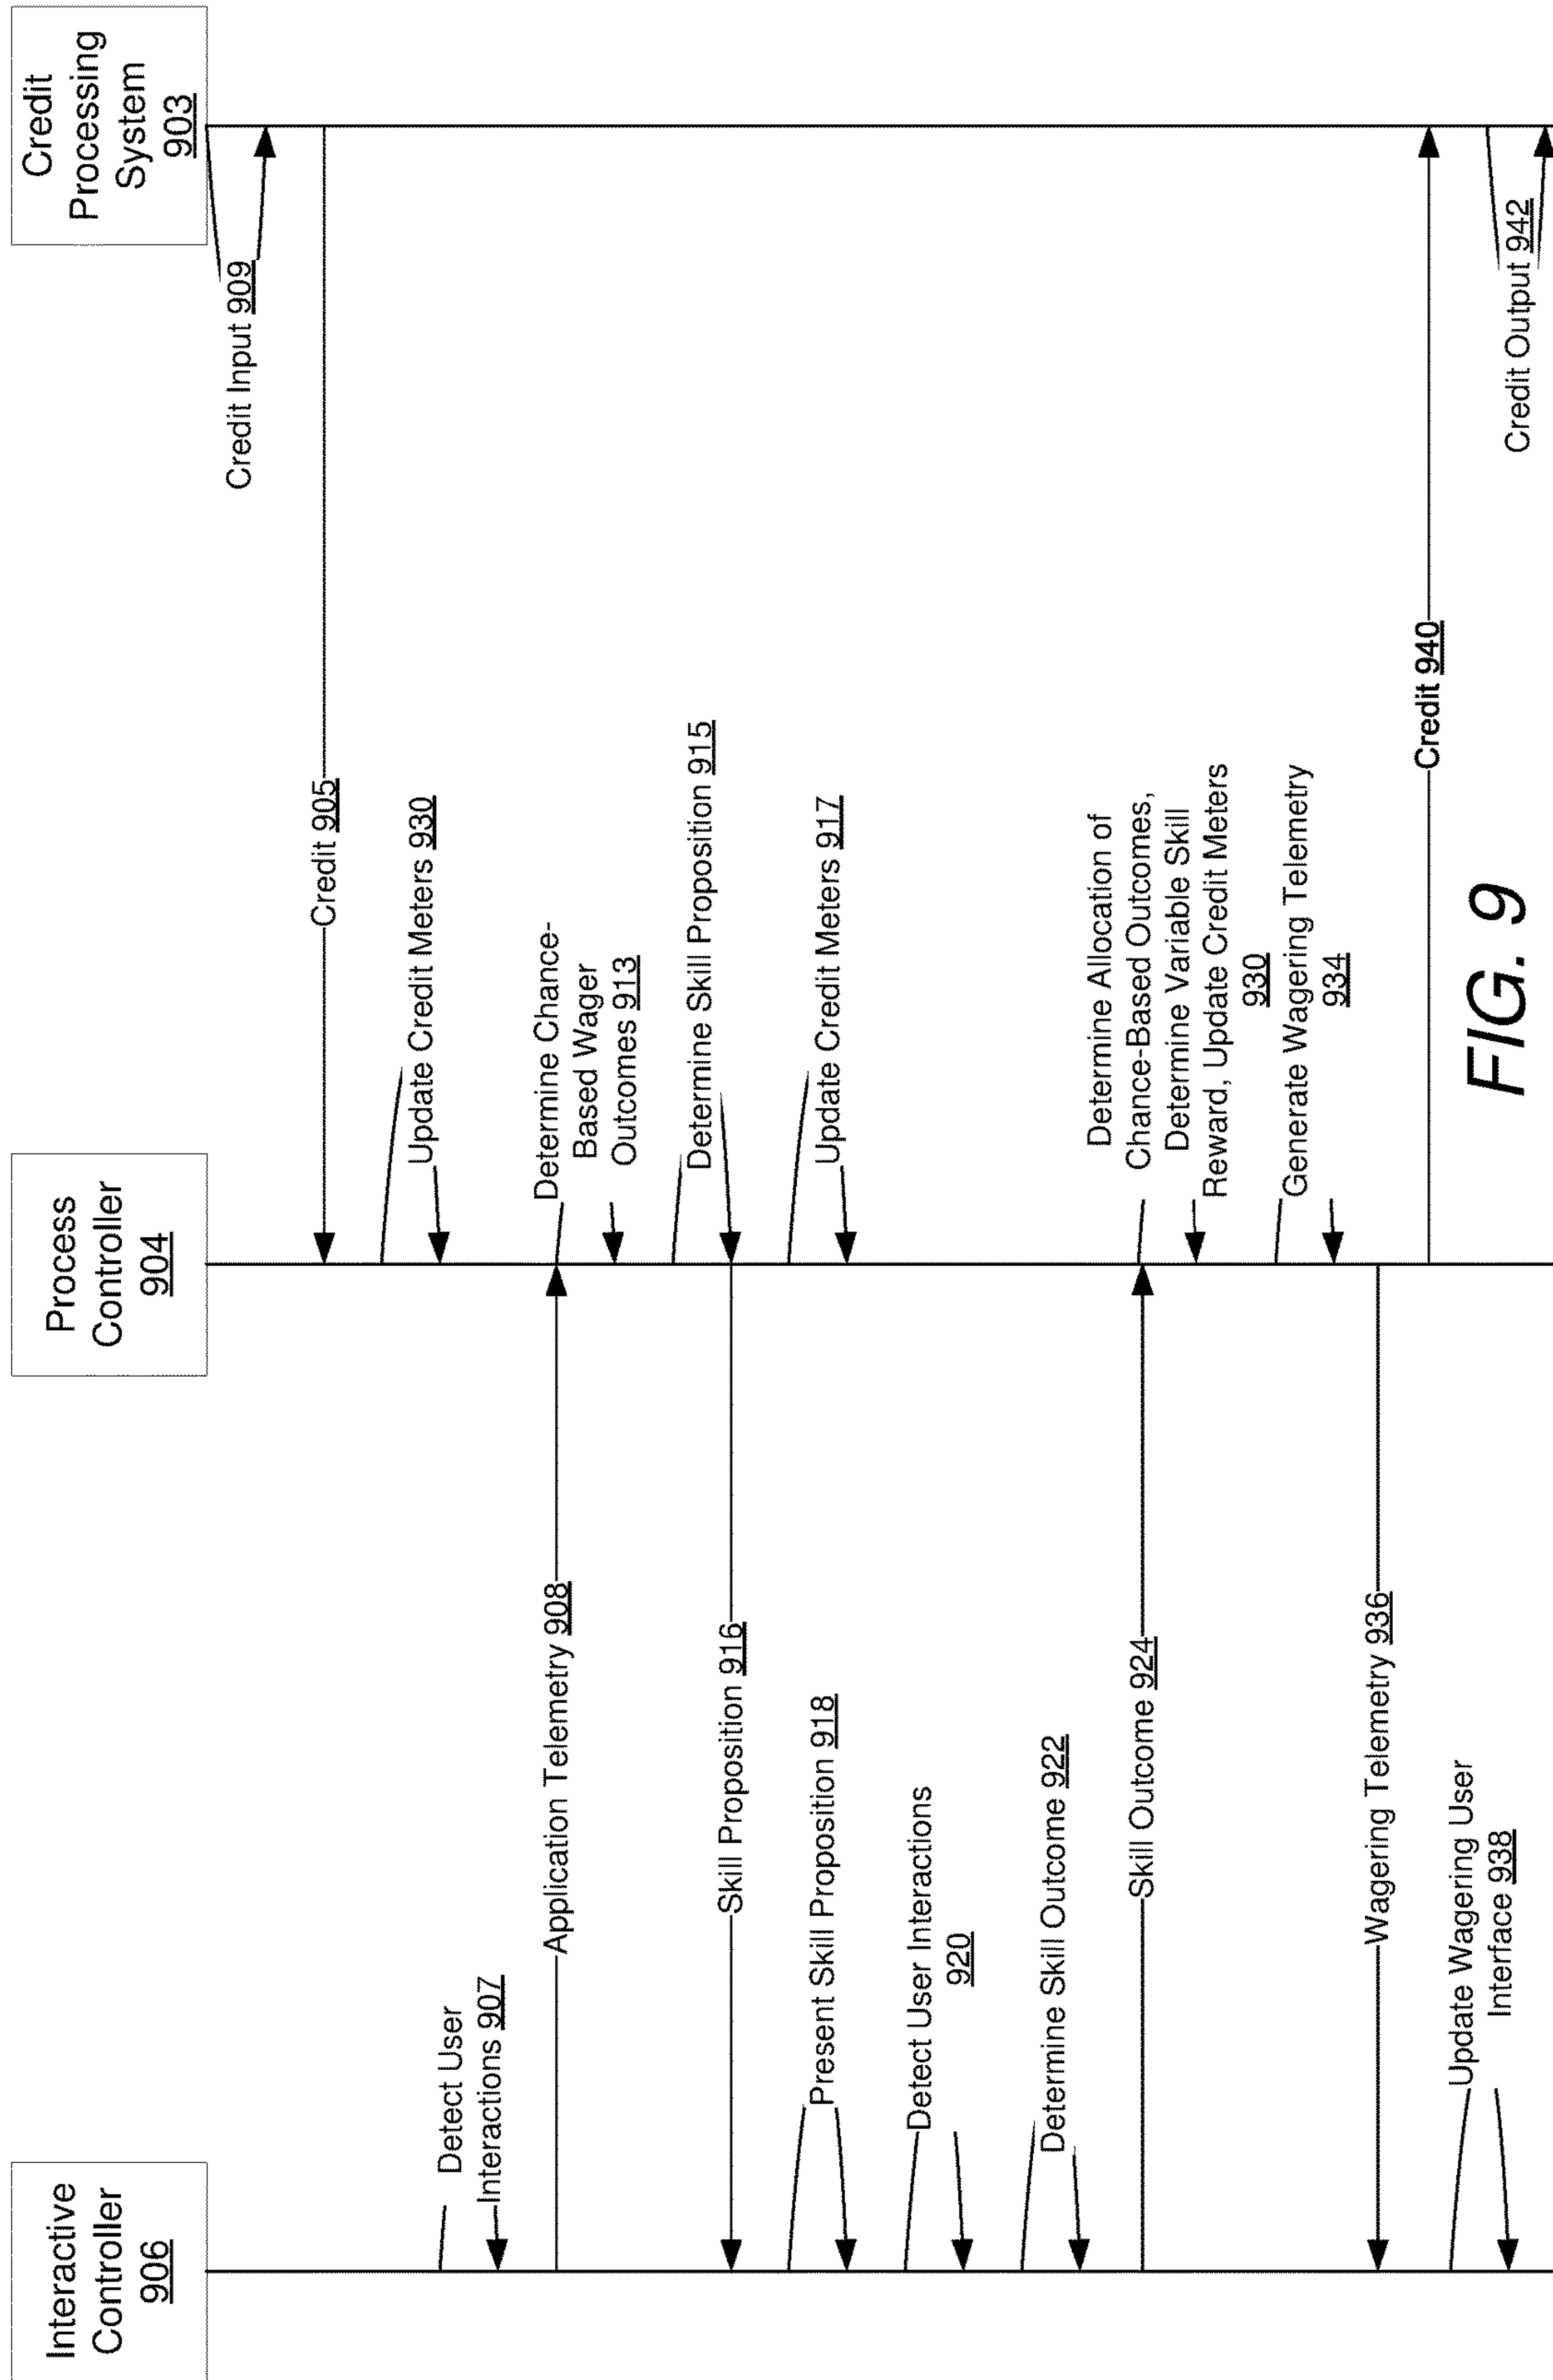 Interactive
Controller
906
Process
Controller
904
Credit
Processing
System
903
Credit Input 909
Credit 905
Update Credit Meters 930
Detect User
Interactions 907
Application Telemetry 908
Determine Chance-
Based Wager
Outcomes 913
Determine Skill Proposition 915
Skill Proposition 916
Present Skill Proposition 918
Update Credit Meters 917
Detect User Interactions
920
Determine Skill Outcome 922
Skill Outcome 924
Determine Allocation of
Chance-Based Outcomes,
Determine Variable Skill
Reward, Update Credit Meters
930
Generate Wagering Telemetry
934
Wagering Telemetry 936
Credit 940
Update Wagering User
Interface 938
Credit Output 942
FIG. 9